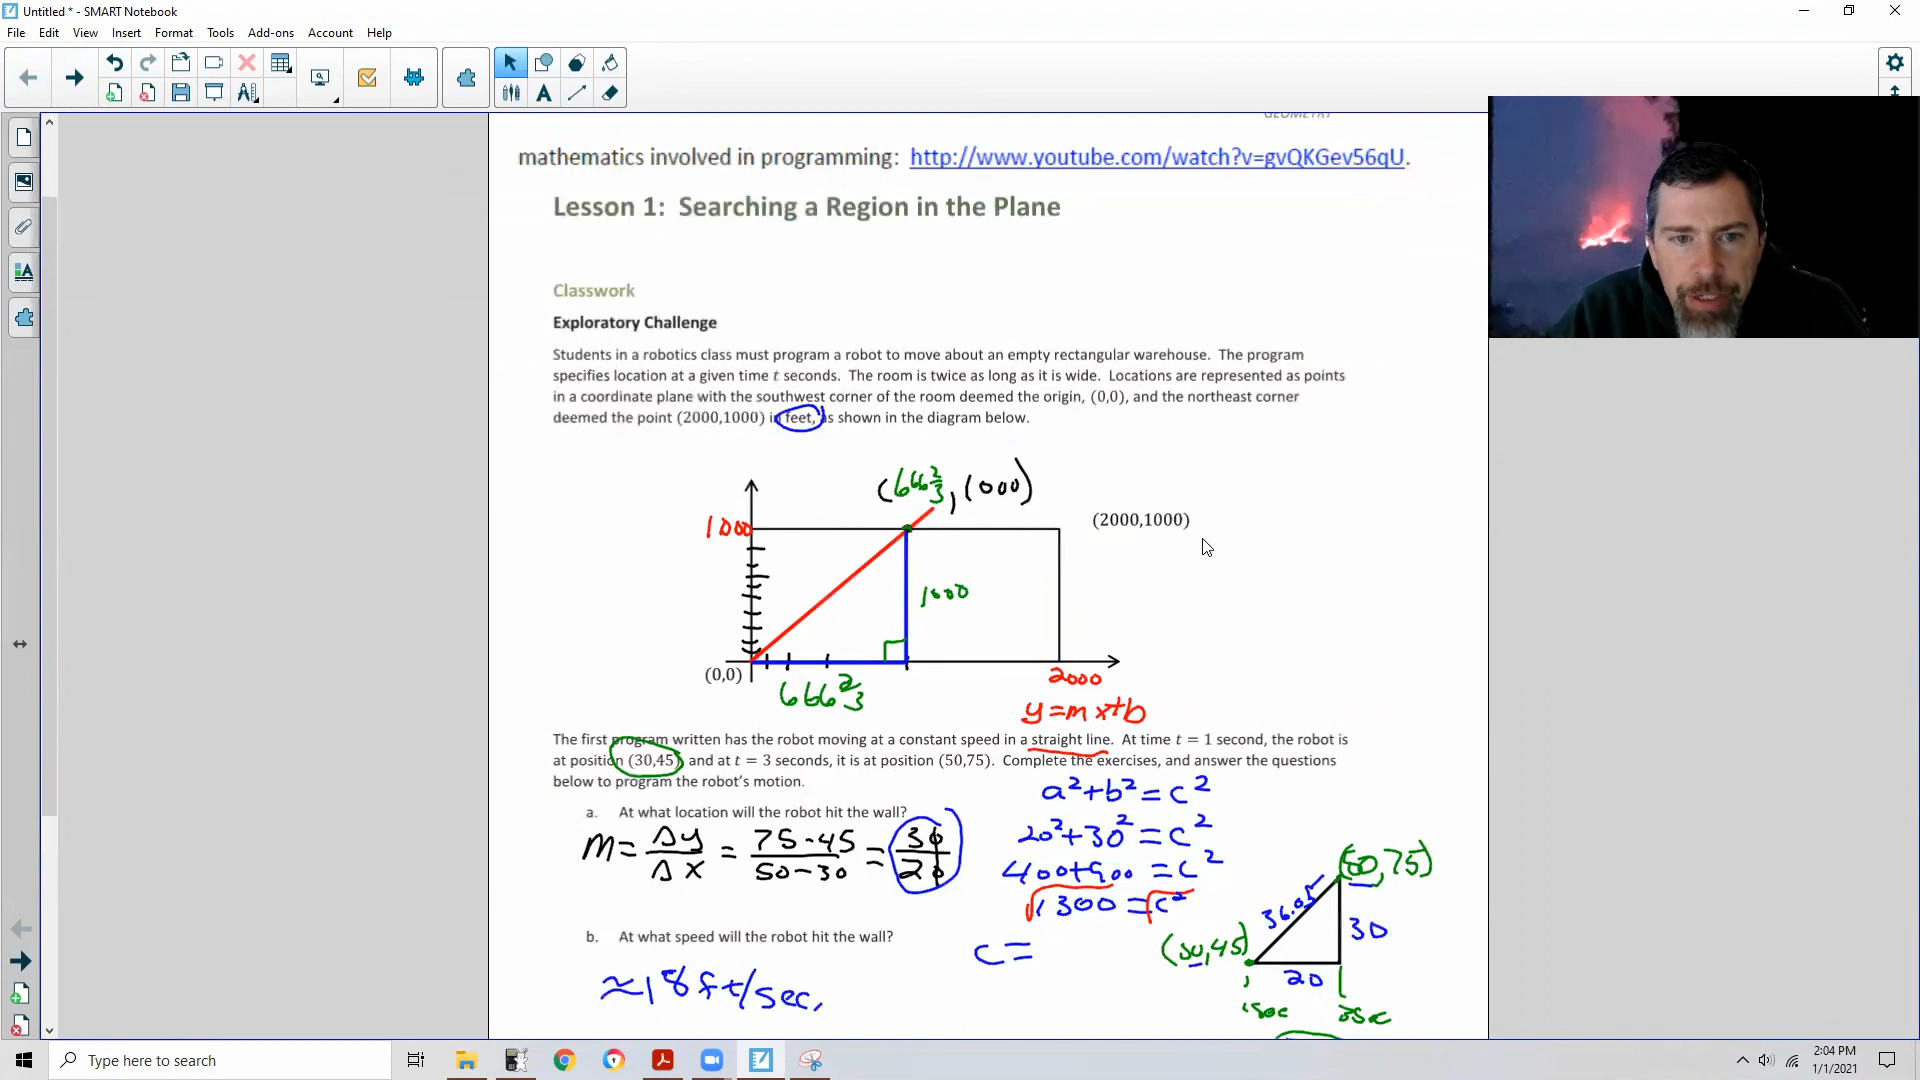 Untitled * - SMART Notebook
File Edit View Insert Format Tools Add-ons Account Help
GEOMETRY
mathematics involved in programming: http://www.youtube.com/watch?v=gvQKGev56qU.
Lesson 1: Searching a Region in the Plane
Classwork
Exploratory Challenge
Students in a robotics class must program a robot to move about an empty rectangular warehouse. The program
specifies location at a given time t seconds. The room is twice as long as it is wide. Locations are represented as points
in a coordinate plane with the southwest corner of the room deemed the origin, (0,0), and the northeast corner
deemed the point (2000,1000) in feet, as shown in the diagram below.
(666 2/3, 1000)
1000
(2000,1000)
1000
(0,0)
666 2/3
2000
y=mx+b
The first program written has the robot moving at a constant speed in a straight line. At time t = 1 second, the robot is
at position (30,45), and at t = 3 seconds, it is at position (50,75). Complete the exercises, and answer the questions
below to program the robot's motion.
a²+b²=c²
a. At what location will the robot hit the wall?
m= Δy/Δx = 75-45/50-30 = 30/20
20²+30²=c²
400+900=c²
√1300=√c²
(50,75)
36.05
30
b. At what speed will the robot hit the wall?
c=
(30,45)
20
≈18ft/sec.
1sec
3sec
Type here to search
2:04 PM
1/1/2021